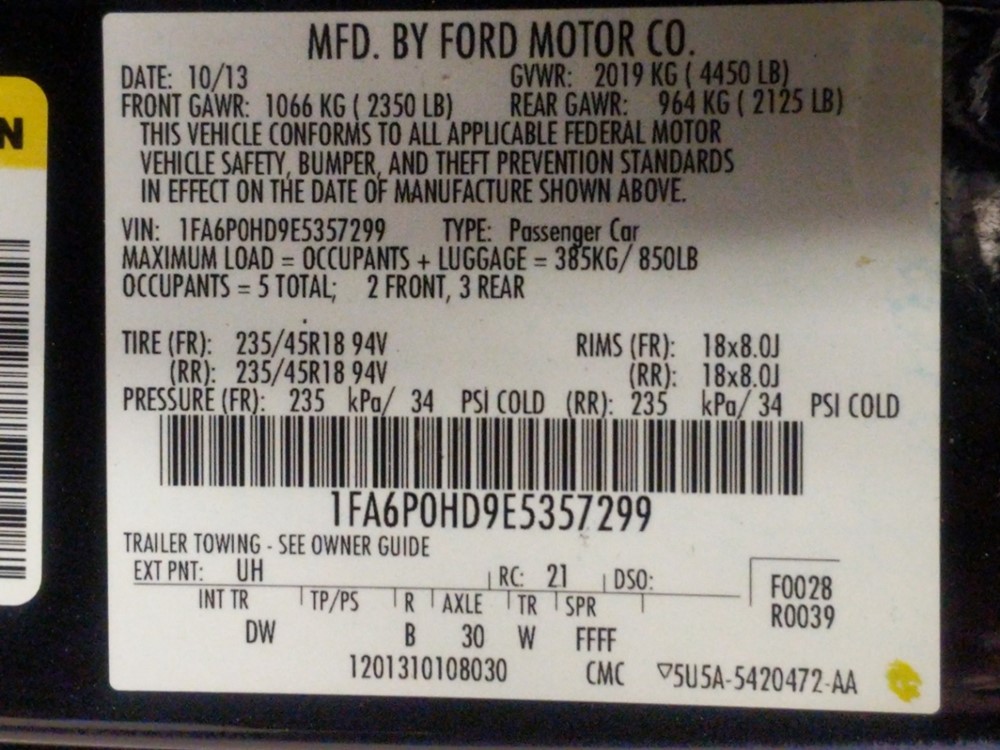 MFD. BY FORD MOTOR CO.
DATE: 10/13 GVWR: 2019 KG ( 4450 LB)
FRONT GAWR: 1066 KG ( 2350 LB) REAR GAWR: 964 KG ( 2125 LB)
THIS VEHICLE CONFORMS TO ALL APPLICABLE FEDERAL MOTOR
VEHICLE SAFETY, BUMPER, AND THEFT PREVENTION STANDARDS
IN EFFECT ON THE DATE OF MANUFACTURE SHOWN ABOVE.
VIN: 1FA6P0HD9E5357299 TYPE: Passenger Car
MAXIMUM LOAD = OCCUPANTS + LUGGAGE = 385KG/ 850LB
OCCUPANTS = 5 TOTAL; 2 FRONT, 3 REAR
TIRE (FR): 235/45R18 94V RIMS (FR): 18x8.0J
(RR): 235/45R18 94V (RR): 18x8.0J
PRESSURE (FR): 235 kPa/ 34 PSI COLD (RR): 235 kPa/ 34 PSI COLD
1FA6P0HD9E5357299
TRAILER TOWING - SEE OWNER GUIDE
EXT PNT: UH RC: 21 DSO: F0028
R0039
INT TR TP/PS R AXLE TR SPR
DW B 30 W FFFF
1201310108030 CMC ▽5U5A-5420472-AA
N